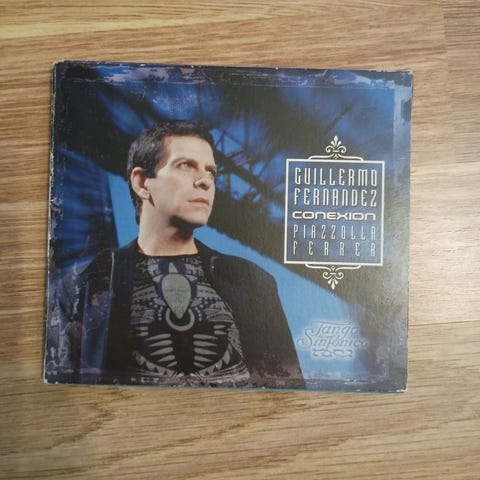 GUILLERMO
FERNANDEZ
CONEXION
PIAZZOLLA
FERRER
Tango
Sinfónico